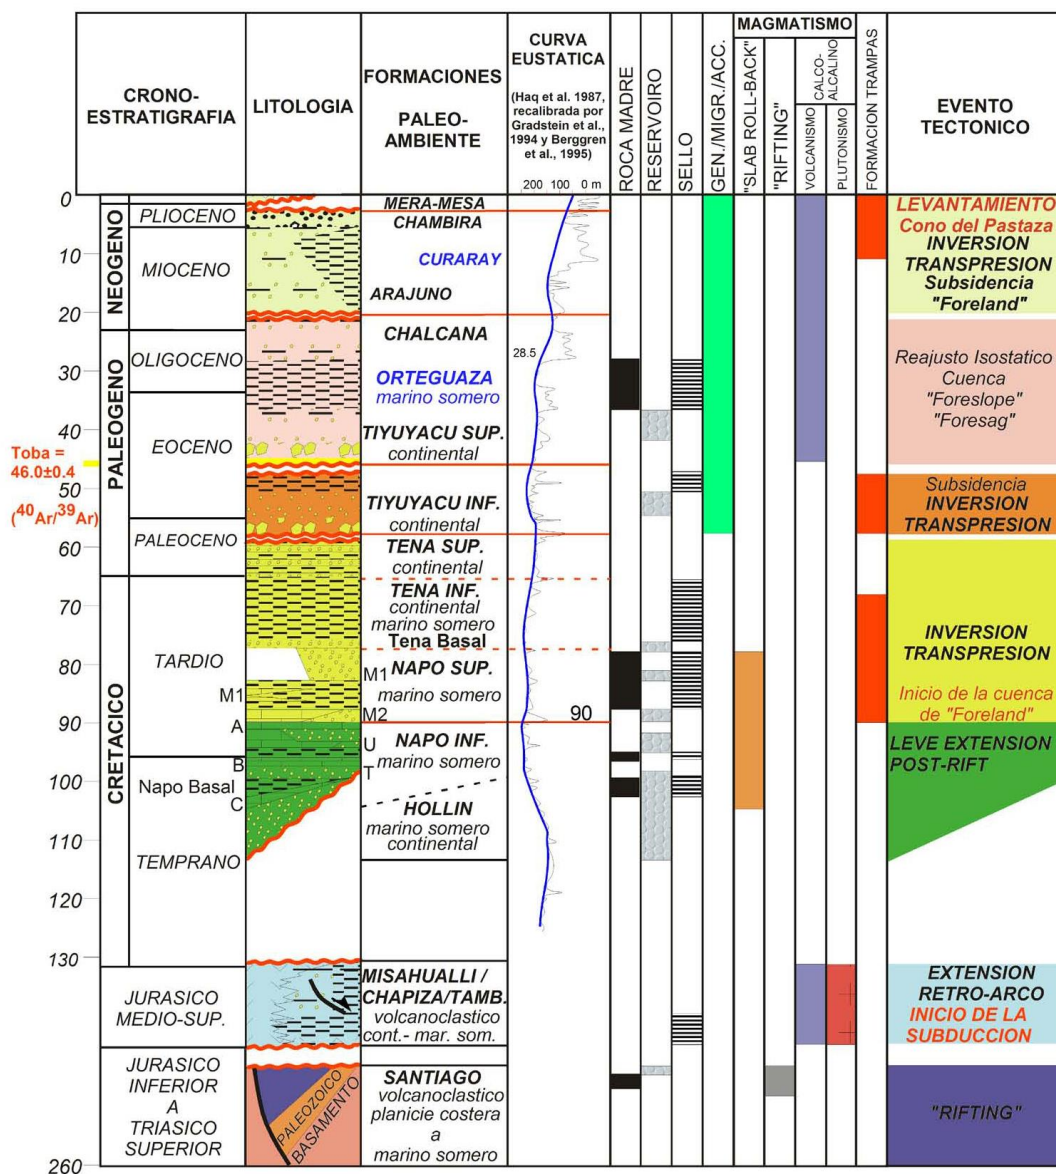 CRONO-
ESTRATIGRAFIA
LITOLOGIA
FORMACIONES
PALEO-
AMBIENTE
CURVA
EUSTATICA
(Haq et al. 1987,
recalibrada por
Gradstein et al.,
1994 y Berggren
et al., 1995)
200 100 0 m
ROCA MADRE
RESERVOIRO
SELLO
GEN./MIGR./ACC.
MAGMATISMO
"SLAB ROLL-BACK"
"RIFTING"
CALCO-
ALCALINO
VOLCANISMO
PLUTONISMO
FORMACION TRAMPAS
EVENTO
TECTONICO
0
10
20
30
40
50
60
70
80
90
100
110
120
130
260
Toba =
46.0±0.4
(40Ar/39Ar)
NEOGENO
PALEOGENO
CRETACICO
PLIOCENO
MIOCENO
OLIGOCENO
EOCENO
PALEOCENO
TARDIO
M1
A
B
Napo Basal
C
TEMPRANO
JURASICO
MEDIO-SUP.
JURASICO
INFERIOR
A
TRIASICO
SUPERIOR
PALEOZOICO
BASAMENTO
MERA-MESA
CHAMBIRA
CURARAY
ARAJUNO
CHALCANA
28.5
ORTEGUAZA
marino somero
TIYUYACU SUP.
continental
TIYUYACU INF.
continental
TENA SUP.
continental
TENA INF.
continental
marino somero
Tena Basal
M1
NAPO SUP.
marino somero
M2
90
NAPO INF.
U
marino somero
T
HOLLIN
marino somero
continental
MISAHUALLI /
CHAPIZA/TAMB.
volcanoclastico
cont.- mar. som.
SANTIAGO
volcanoclastico
planicie costera
a
marino somero
LEVANTAMIENTO
Cono del Pastaza
INVERSION
TRANSPRESION
Subsidencia
"Foreland"
Reajusto Isostatico
Cuenca
"Foreslope"
"Foresag"
Subsidencia
INVERSION
TRANSPRESION
INVERSION
TRANSPRESION
Inicio de la cuenca
de "Foreland"
LEVE EXTENSION
POST-RIFT
EXTENSION
RETRO-ARCO
INICIO DE LA
SUBDUCCION
"RIFTING"